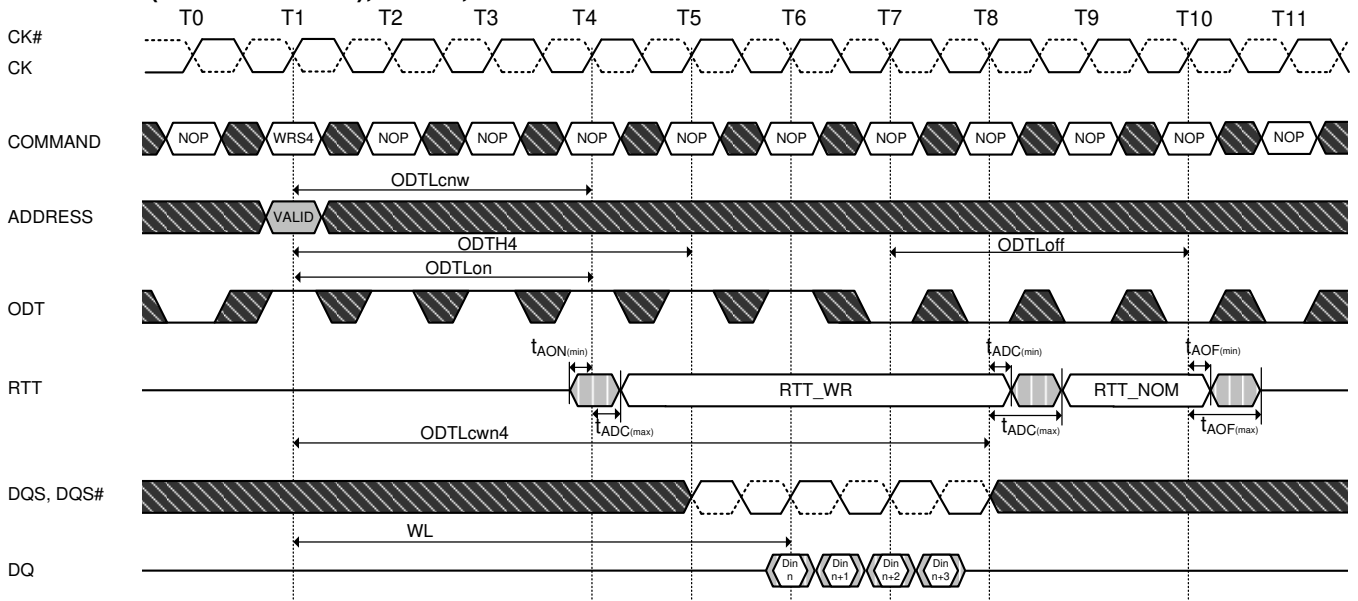 T0 T1 T2 T3 T4 T5 T6 T7 T8 T9 T10 T11
CK#
CK
COMMAND NOP WRS4 NOP NOP NOP NOP NOP NOP NOP NOP NOP NOP
ODTLcnw
ADDRESS VALID
ODTH4 ODTLoff
ODTLon
ODT
tAON(min) tADC(min) tAOF(min)
RTT RTT_WR RTT_NOM
tADC(max) tADC(max) tAOF(max)
ODTLcwn4
DQS, DQS#
WL
DQ Din n Din n+1 Din n+2 Din n+3